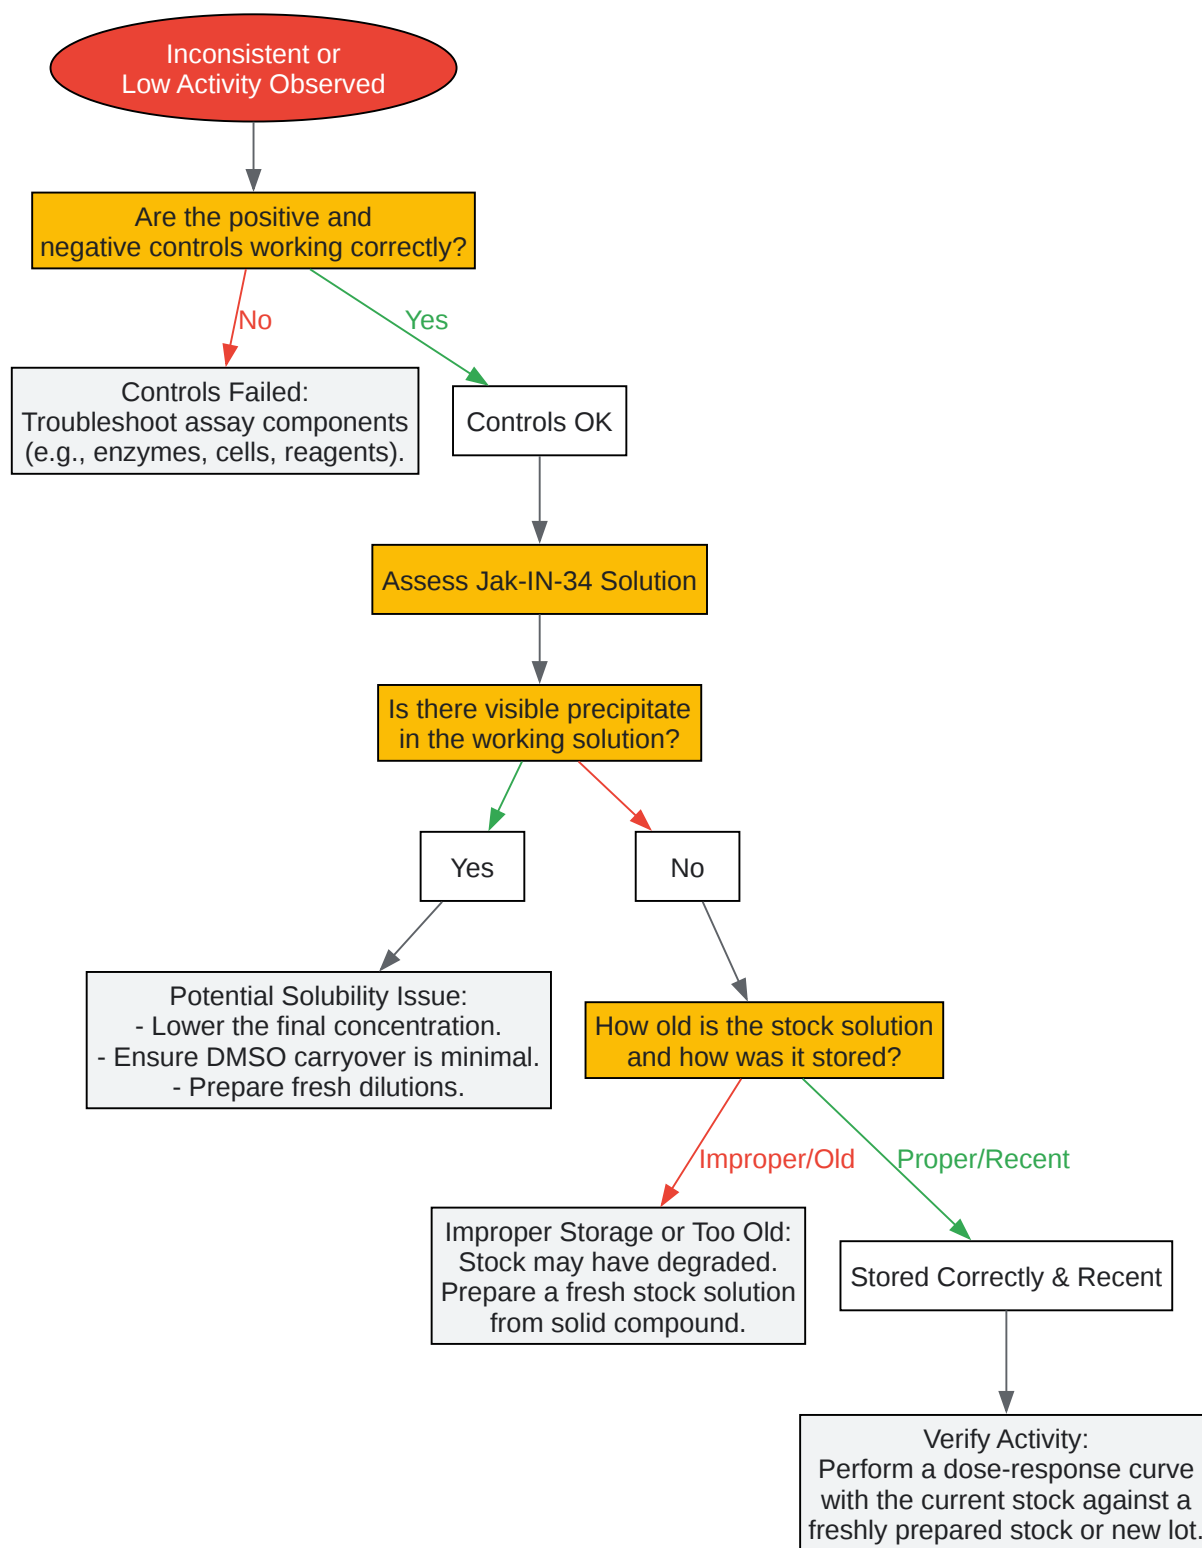 Inconsistent or
Low Activity Observed
Are the positive and
negative controls working correctly?
No
Yes
Controls Failed:
Troubleshoot assay components
(e.g., enzymes, cells, reagents).
Controls OK
Assess Jak-IN-34 Solution
Is there visible precipitate
in the working solution?
Yes
No
Potential Solubility Issue:
- Lower the final concentration.
- Ensure DMSO carryover is minimal.
- Prepare fresh dilutions.
How old is the stock solution
and how was it stored?
Improper/Old
Proper/Recent
Improper Storage or Too Old:
Stock may have degraded.
Prepare a fresh stock solution
from solid compound.
Stored Correctly & Recent
Verify Activity:
Perform a dose-response curve
with the current stock against a
freshly prepared stock or new lot.